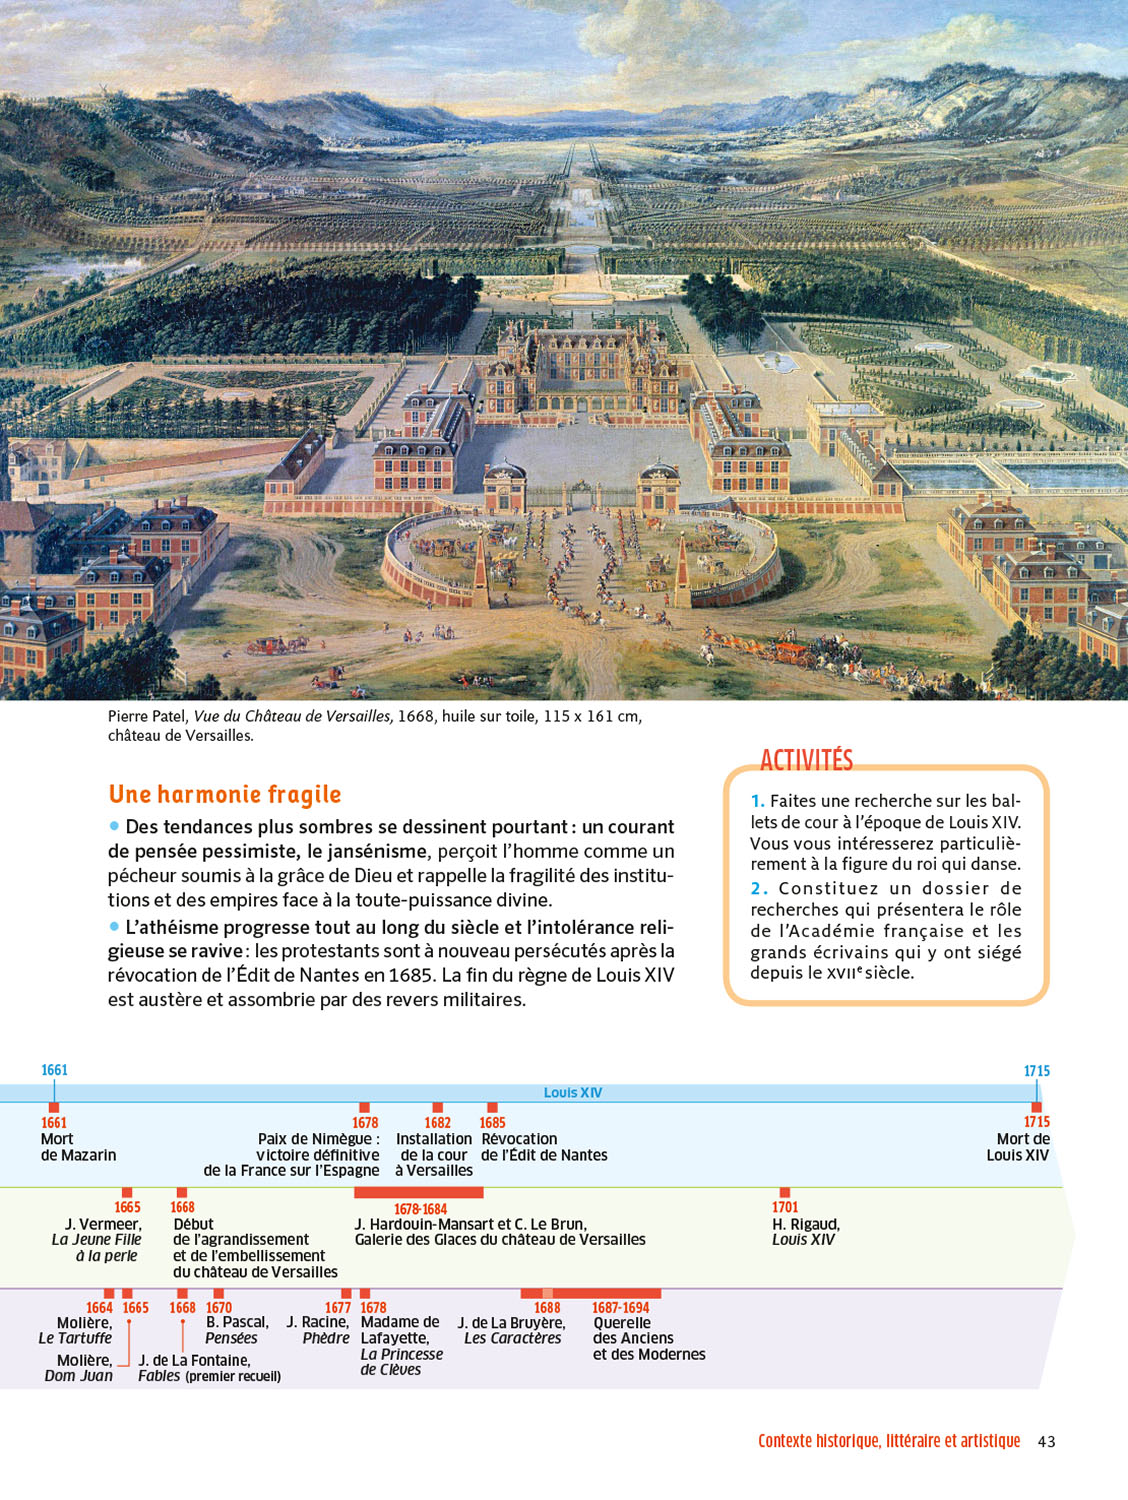 Pierre Patel, Vue du Château de Versailles, 1668, huile sur toile, 115 x 161 cm,
château de Versailles.
Une harmonie fragile
• Des tendances plus sombres se dessinent pourtant : un courant
de pensée pessimiste, le jansénisme, perçoit l'homme comme un
pécheur soumis à la grâce de Dieu et rappelle la fragilité des institu-
tions et des empires face à la toute-puissance divine.
• L'athéisme progresse tout au long du siècle et l'intolérance reli-
gieuse se ravive : les protestants sont à nouveau persécutés après la
révocation de l'Édit de Nantes en 1685. La fin du règne de Louis XIV
est austère et assombrie par des revers militaires.
ACTIVITÉS
1. Faites une recherche sur les bal-
lets de cour à l'époque de Louis XIV.
Vous vous intéresserez particuliè-
rement à la figure du roi qui danse.
2. Constituez un dossier de
recherches qui présentera le rôle
de l'Académie française et les
grands écrivains qui y ont siégé
depuis le XVIIe siècle.
1661
1715
Louis XIV
1661
Mort
de Mazarin
1678
Paix de Nimègue :
victoire définitive
de la France sur l'Espagne
1682
Installation
de la cour
à Versailles
1685
Révocation
de l'Édit de Nantes
1715
Mort de
Louis XIV
1665
J. Vermeer,
La Jeune Fille
à la perle
1668
Début
de l'agrandissement
et de l'embellissement
du château de Versailles
1678-1684
J. Hardouin-Mansart et C. Le Brun,
Galerie des Glaces du château de Versailles
1701
H. Rigaud,
Louis XIV
1664
Molière,
Le Tartuffe
1665
Molière,
Dom Juan
1668
J. de La Fontaine,
Fables (premier recueil)
1670
B. Pascal,
Pensées
1677
J. Racine,
Phèdre
1678
Madame de
Lafayette,
La Princesse
de Clèves
1688
J. de La Bruyère,
Les Caractères
1687-1694
Querelle
des Anciens
et des Modernes
Contexte historique, littéraire et artistique 43